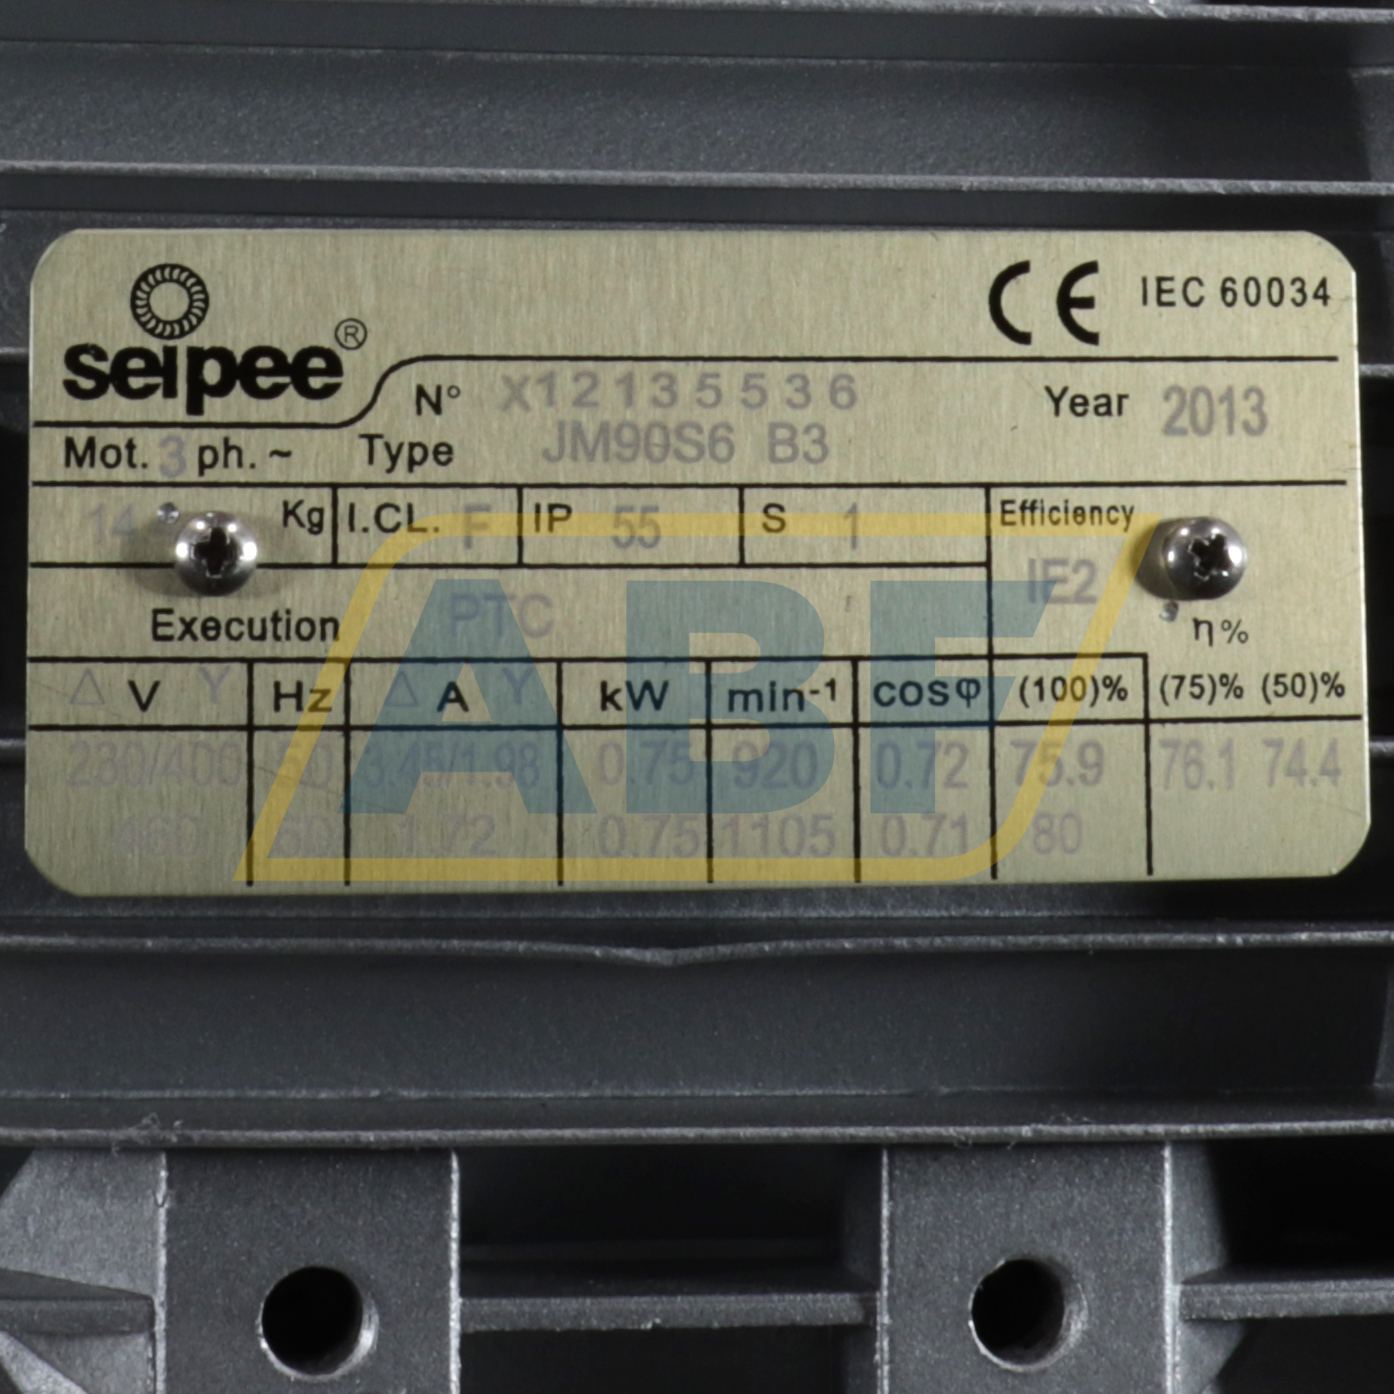 CE IEC 60034
seipee®
N° X12135536 Year 2013
Mot. 3 ph. ~ Type JM90S6 B3
14 Kg I.CL. F IP 55 S 1 Efficiency
IE2
Execution PTC η%
△ V Y Hz △ A Y kW min-1 cosφ (100)% (75)% (50)%
230/400 50 3.45/1.98 0.75 920 0.72 75.9 76.1 74.4
460 60 1.72 0.75 1105 0.71 80
ABF